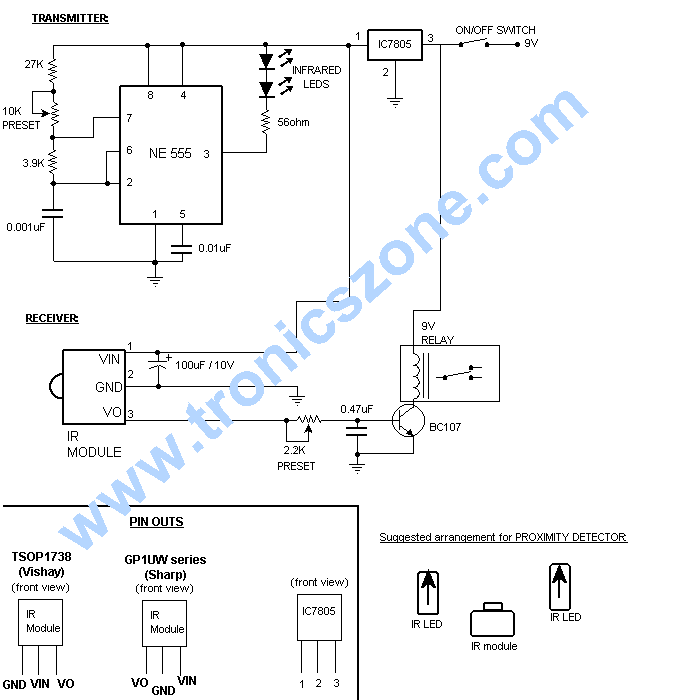 TRANSMITTER:
ON/OFF SWITCH
1
IC7805
3
9V
2
27K
10K
PRESET
3.9K
0.001uF
8
4
7
6
2
NE 555
3
1
5
0.01uF
INFRARED
LEDS
56ohm
www.tronicszone.com
RECEIVER:
9V
RELAY
VIN
1
100uF / 10V
+
GND
2
VO
3
IR
MODULE
2.2K
PRESET
0.47uF
BC107
PIN OUTS
TSOP1738
(Vishay)
(front view)
IR
Module
GND VIN VO
GP1UW series
(Sharp)
(front view)
IR
Module
VO
GND
VIN
(front view)
IC7805
1 2 3
Suggested arrangement for PROXIMITY DETECTOR:
IR LED
IR module
IR LED